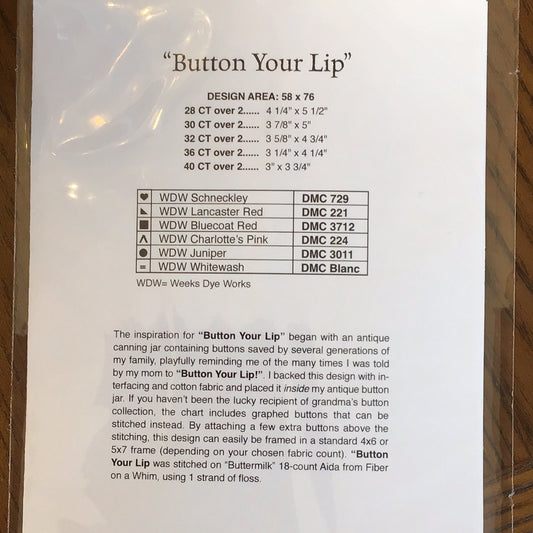 “Button Your Lip”
DESIGN AREA: 58 x 76
28 CT over 2...... 4 1/4" x 5 1/2"
30 CT over 2...... 3 7/8" x 5"
32 CT over 2...... 3 5/8" x 4 3/4"
36 CT over 2...... 3 1/4" x 4 1/4"
40 CT over 2...... 3" x 3 3/4"
♥ WDW Schneckley DMC 729
◣ WDW Lancaster Red DMC 221
■ WDW Bluecoat Red DMC 3712
ʌ WDW Charlotte's Pink DMC 224
● WDW Juniper DMC 3011
= WDW Whitewash DMC Blanc
WDW= Weeks Dye Works
The inspiration for “Button Your Lip” began with an antique
canning jar containing buttons saved by several generations of
my family, playfully reminding me of the many times I was told
by my mom to “Button Your Lip!”. I backed this design with in-
terfacing and cotton fabric and placed it inside my antique button
jar. If you haven't been the lucky recipient of grandma's button
collection, the chart includes graphed buttons that can be
stitched instead. By attaching a few extra buttons above the
stitching, this design can easily be framed in a standard 4x6 or
5x7 frame (depending on your chosen fabric count). “Button
Your Lip was stitched on “Buttermilk” 18-count Aida from Fiber
on a Whim, using 1 strand of floss.